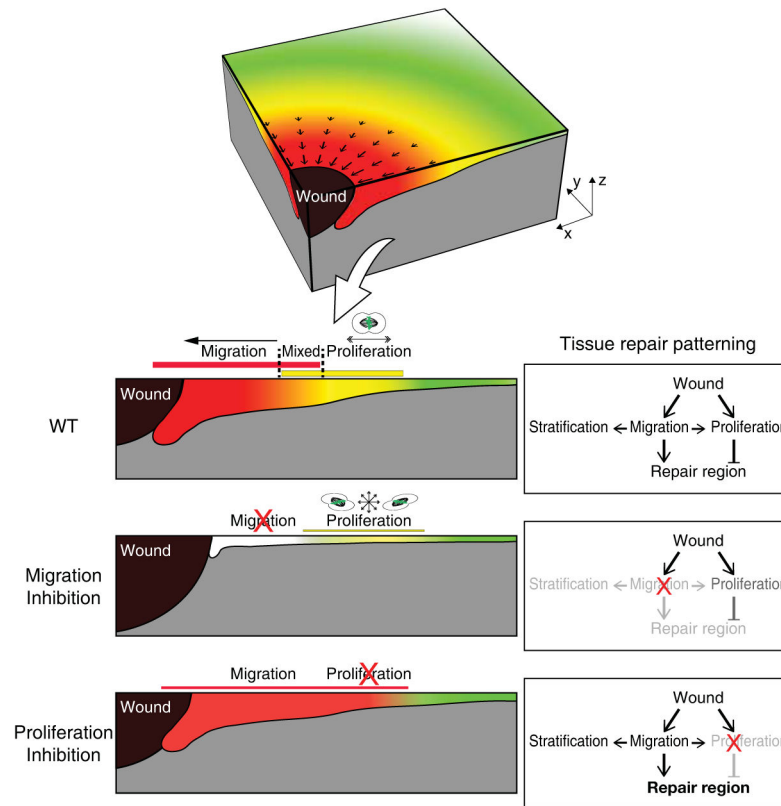 Wound
y
z
x
Migration
Mixed
Proliferation
WT
Wound
Tissue repair patterning
Wound
Stratification
Migration
Proliferation
Repair region
Migration
Inhibition
Migration
Proliferation
Wound
Wound
Stratification
Migration
Proliferation
Repair region
Proliferation
Inhibition
Migration
Proliferation
Wound
Wound
Stratification
Migration
Proliferation
Repair region